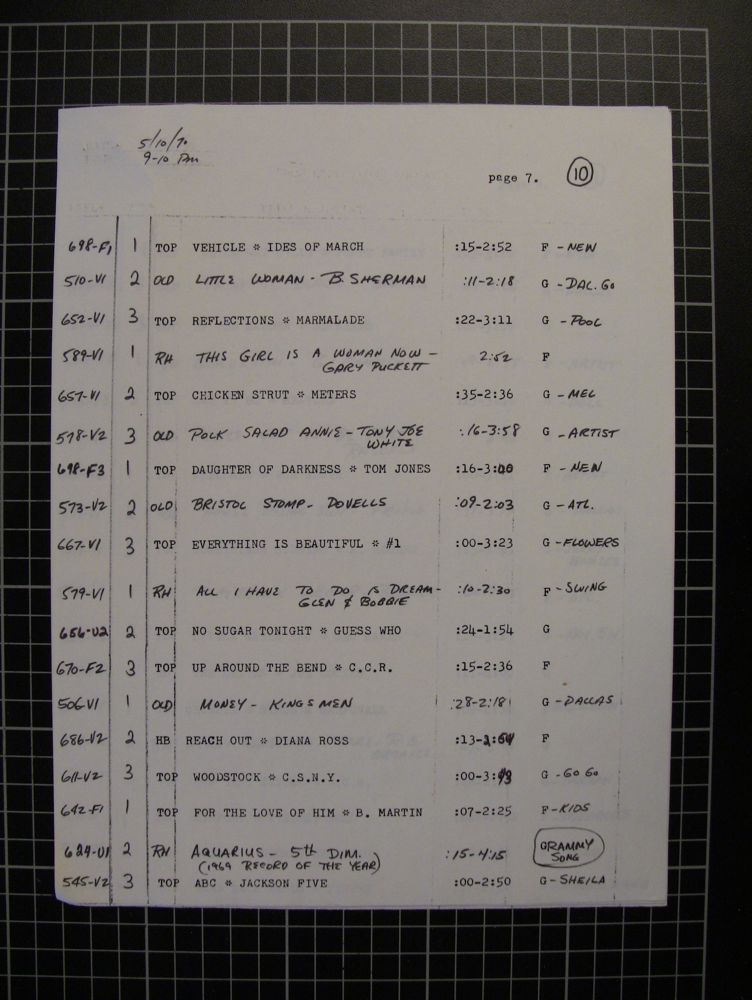 5/10/70
9-10 PM
page 7. 10
698-F1 1 TOP VEHICLE * IDES OF MARCH :15-2:52 F - NEW
510-V1 2 OLD LITTLE WOMAN - B. SHERMAN :11-2:18 G - DAL. GO
652-V1 3 TOP REFLECTIONS * MARMALADE :22-3:11 G - POOL
589-V1 1 RH THIS GIRL IS A WOMAN NOW - 2:52 F
GARY PUCKETT
657-V1 2 TOP CHICKEN STRUT * METERS :35-2:36 G - MEL
578-V2 3 OLD POLK SALAD ANNIE - TONY JOE :16-3:58 G - ARTIST
WHITE
698-F3 1 TOP DAUGHTER OF DARKNESS * TOM JONES :16-3:00 F - NEW
573-V2 2 OLD BRISTOL STOMP - DOVELLS :09-2:03 G - ATL.
667-V1 3 TOP EVERYTHING IS BEAUTIFUL * #1 :00-3:23 G - FLOWERS
579-V1 1 RH ALL I HAVE TO DO IS DREAM - :10-2:30 F - SWING
GLEN & BOBBIE
656-V2 2 TOP NO SUGAR TONIGHT * GUESS WHO :24-1:54 G
670-F2 3 TOP UP AROUND THE BEND * C.C.R. :15-2:36 F
506 V1 1 OLD MONEY - KINGSMEN :28-2:18 G - DALLAS
686-V2 2 HB REACH OUT * DIANA ROSS :13-2:54 F
611-V2 3 TOP WOODSTOCK * C.S.N.Y. :00-3:43 G - GO GO
642-F1 1 TOP FOR THE LOVE OF HIM * B. MARTIN :07-2:25 F - KIDS
624-V1 2 RH AQUARIUS - 5th DIM. :15-4:15 GRAMMY SONG
(1969 RECORD OF THE YEAR)
545-V2 3 TOP ABC * JACKSON FIVE :00-2:50 G - SHEILA